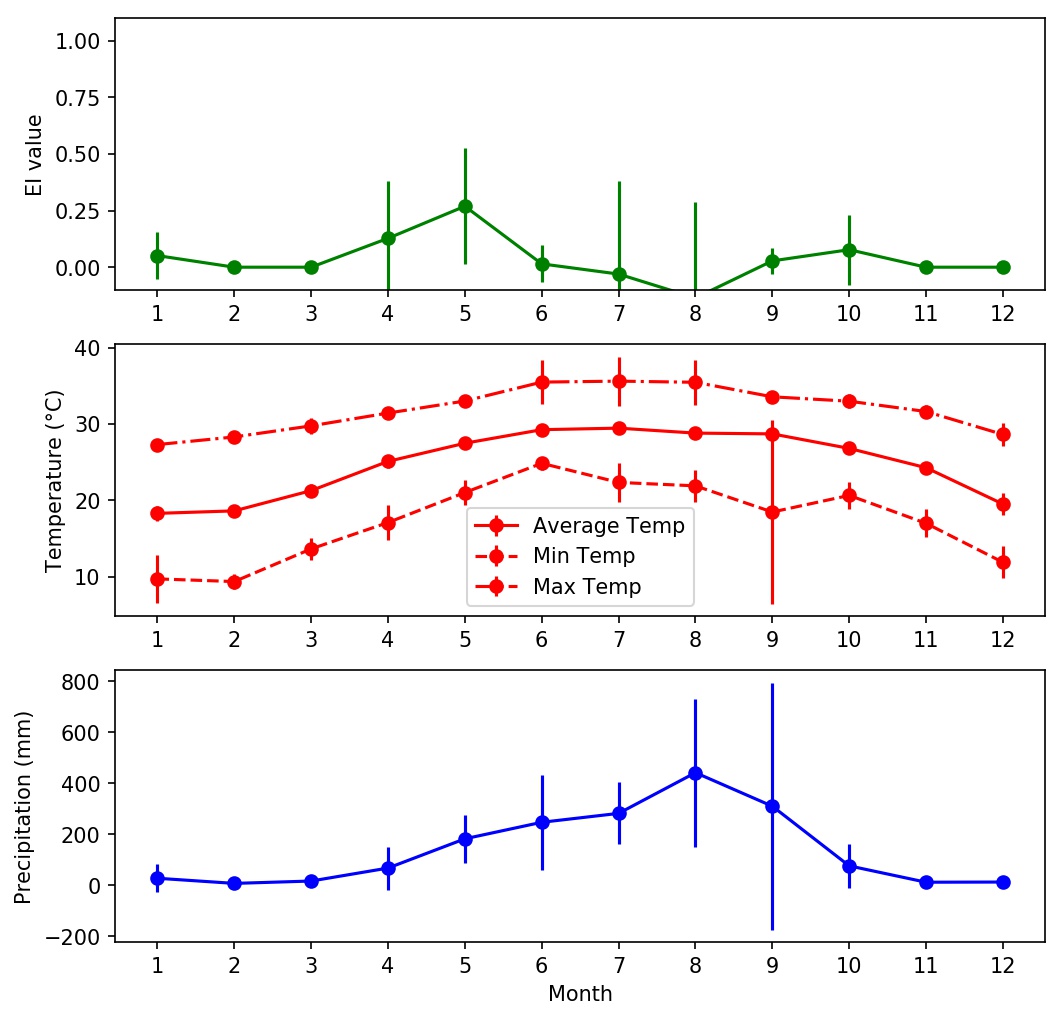 EI value
1.00
0.75
0.50
0.25
0.00
1 2 3 4 5 6 7 8 9 10 11 12
Temperature (°C)
40
30
20
10
Average Temp
Min Temp
Max Temp
1 2 3 4 5 6 7 8 9 10 11 12
Precipitation (mm)
800
600
400
200
0
−200
1 2 3 4 5 6 7 8 9 10 11 12
Month